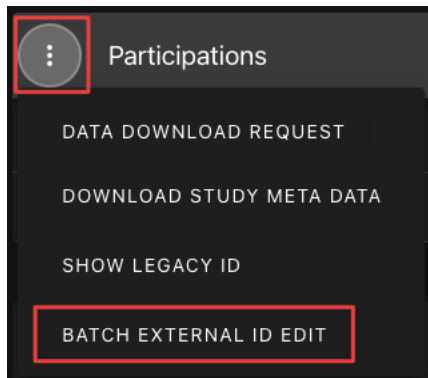 Participations
DATA DOWNLOAD REQUEST
DOWNLOAD STUDY META DATA
SHOW LEGACY ID
BATCH EXTERNAL ID EDIT